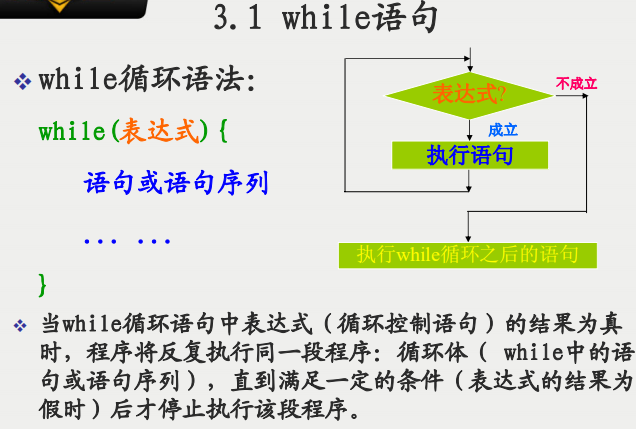 3.1 while语句
while循环语法:
while(表达式){
语句或语句序列
... ...
}
表达式?
不成立
成立
执行语句
执行while循环之后的语句
当while循环语句中表达式（循环控制语句）的结果为真
时，程序将反复执行同一段程序：循环体（ while中的语
句或语句序列），直到满足一定的条件（表达式的结果为
假时）后才停止执行该段程序。